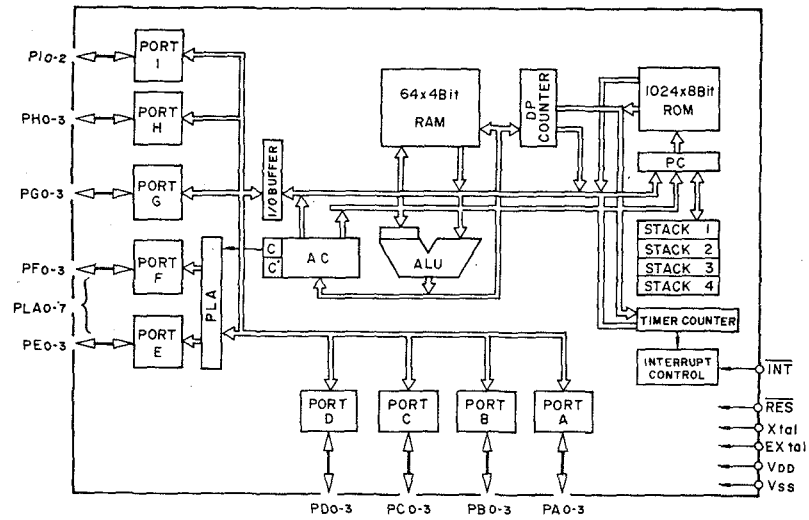 PI0-2
PORT
I
PH0-3
PORT
H
PG0-3
PORT
G
PF0-3
PORT
F
PLA0-7
PE0-3
PORT
E
PLA
I/O BUFFER
64x4Bit
RAM
DP
COUNTER
1024x8Bit
ROM
PC
STACK 1
STACK 2
STACK 3
STACK 4
C
C'
AC
ALU
TIMER COUNTER
INTERRUPT
CONTROL
INT
RES
Xtal
EXtal
VDD
VSS
PORT
D
PORT
C
PORT
B
PORT
A
PD0-3
PC0-3
PB0-3
PA0-3